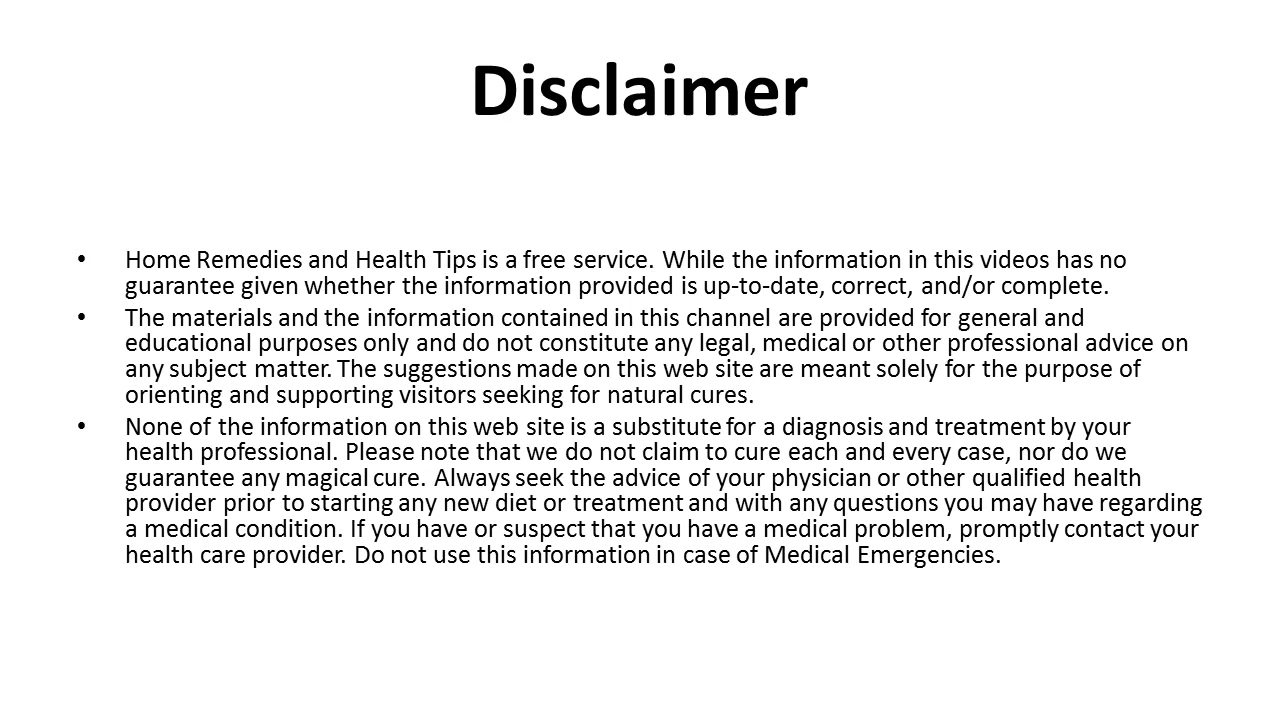 Disclaimer
• Home Remedies and Health Tips is a free service. While the information in this videos has no
guarantee given whether the information provided is up-to-date, correct, and/or complete.
• The materials and the information contained in this channel are provided for general and
educational purposes only and do not constitute any legal, medical or other professional advice on
any subject matter. The suggestions made on this web site are meant solely for the purpose of
orienting and supporting visitors seeking for natural cures.
• None of the information on this web site is a substitute for a diagnosis and treatment by your
health professional. Please note that we do not claim to cure each and every case, nor do we
guarantee any magical cure. Always seek the advice of your physician or other qualified health
provider prior to starting any new diet or treatment and with any questions you may have regarding
a medical condition. If you have or suspect that you have a medical problem, promptly contact your
health care provider. Do not use this information in case of Medical Emergencies.